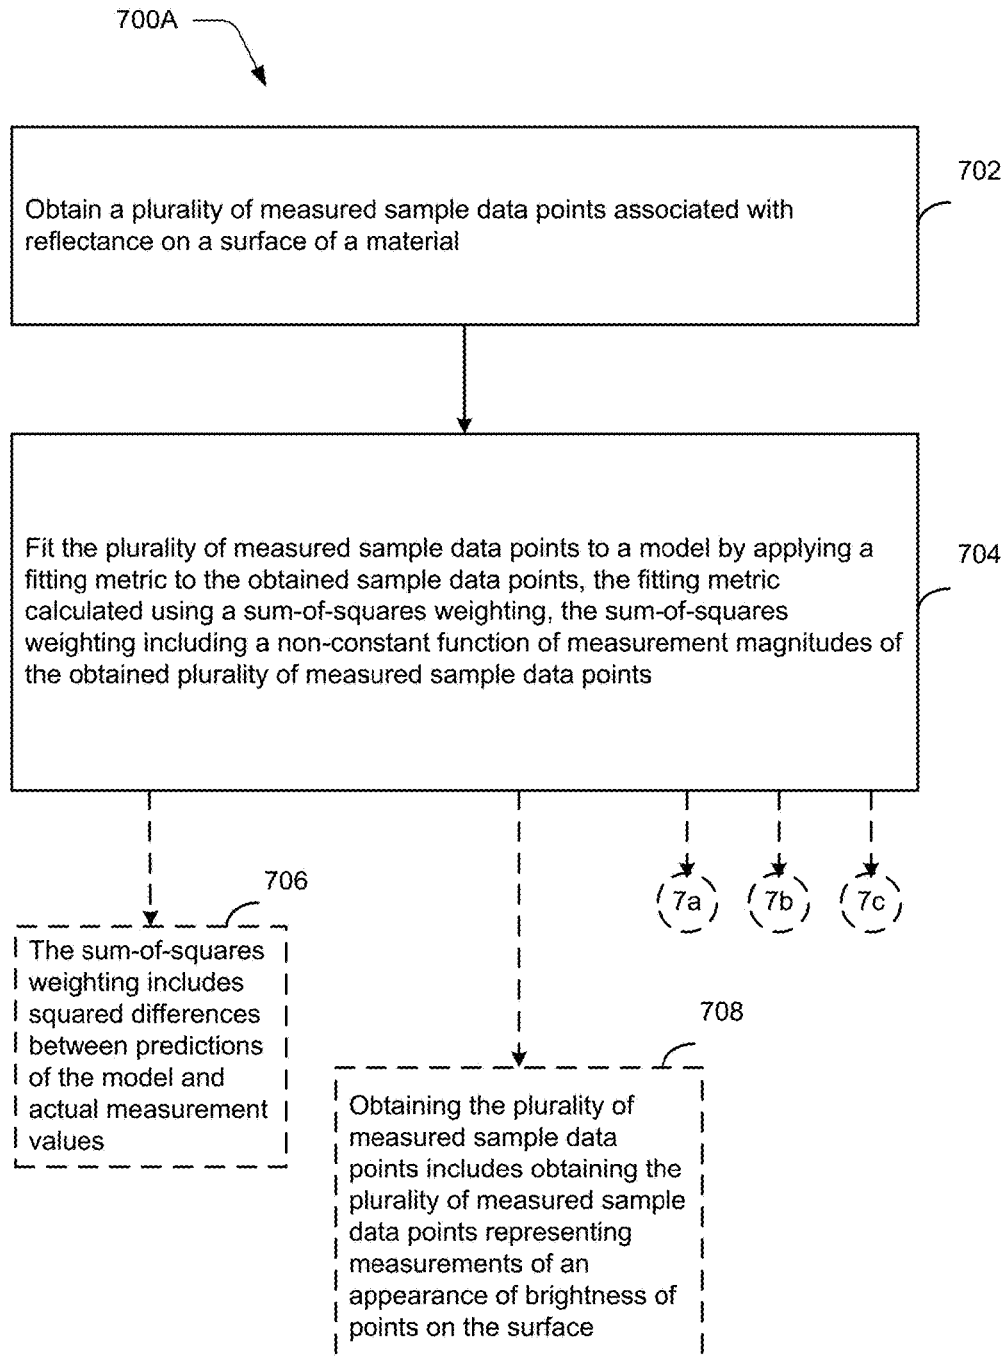 700A
702
Obtain a plurality of measured sample data points associated with
reflectance on a surface of a material
704
Fit the plurality of measured sample data points to a model by applying a
fitting metric to the obtained sample data points, the fitting metric
calculated using a sum-of-squares weighting, the sum-of-squares
weighting including a non-constant function of measurement magnitudes of
the obtained plurality of measured sample data points
7a
7b
7c
706
The sum-of-squares
weighting includes
squared differences
between predictions
of the model and
actual measurement
values
708
Obtaining the plurality of
measured sample data
points includes obtaining the
plurality of measured sample
data points representing
measurements of an
appearance of brightness of
points on the surface